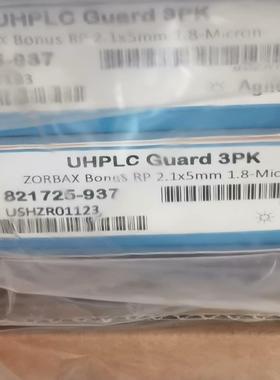 UHPLC Guard 3PK
X Bonus RP 2.1x5mm 1.8-Micron
-937
123
UHPLC Guard 3PK
ZORBAX Bonus RP 2.1x5mm 1.8-Mic
821725-937
USHZR01123